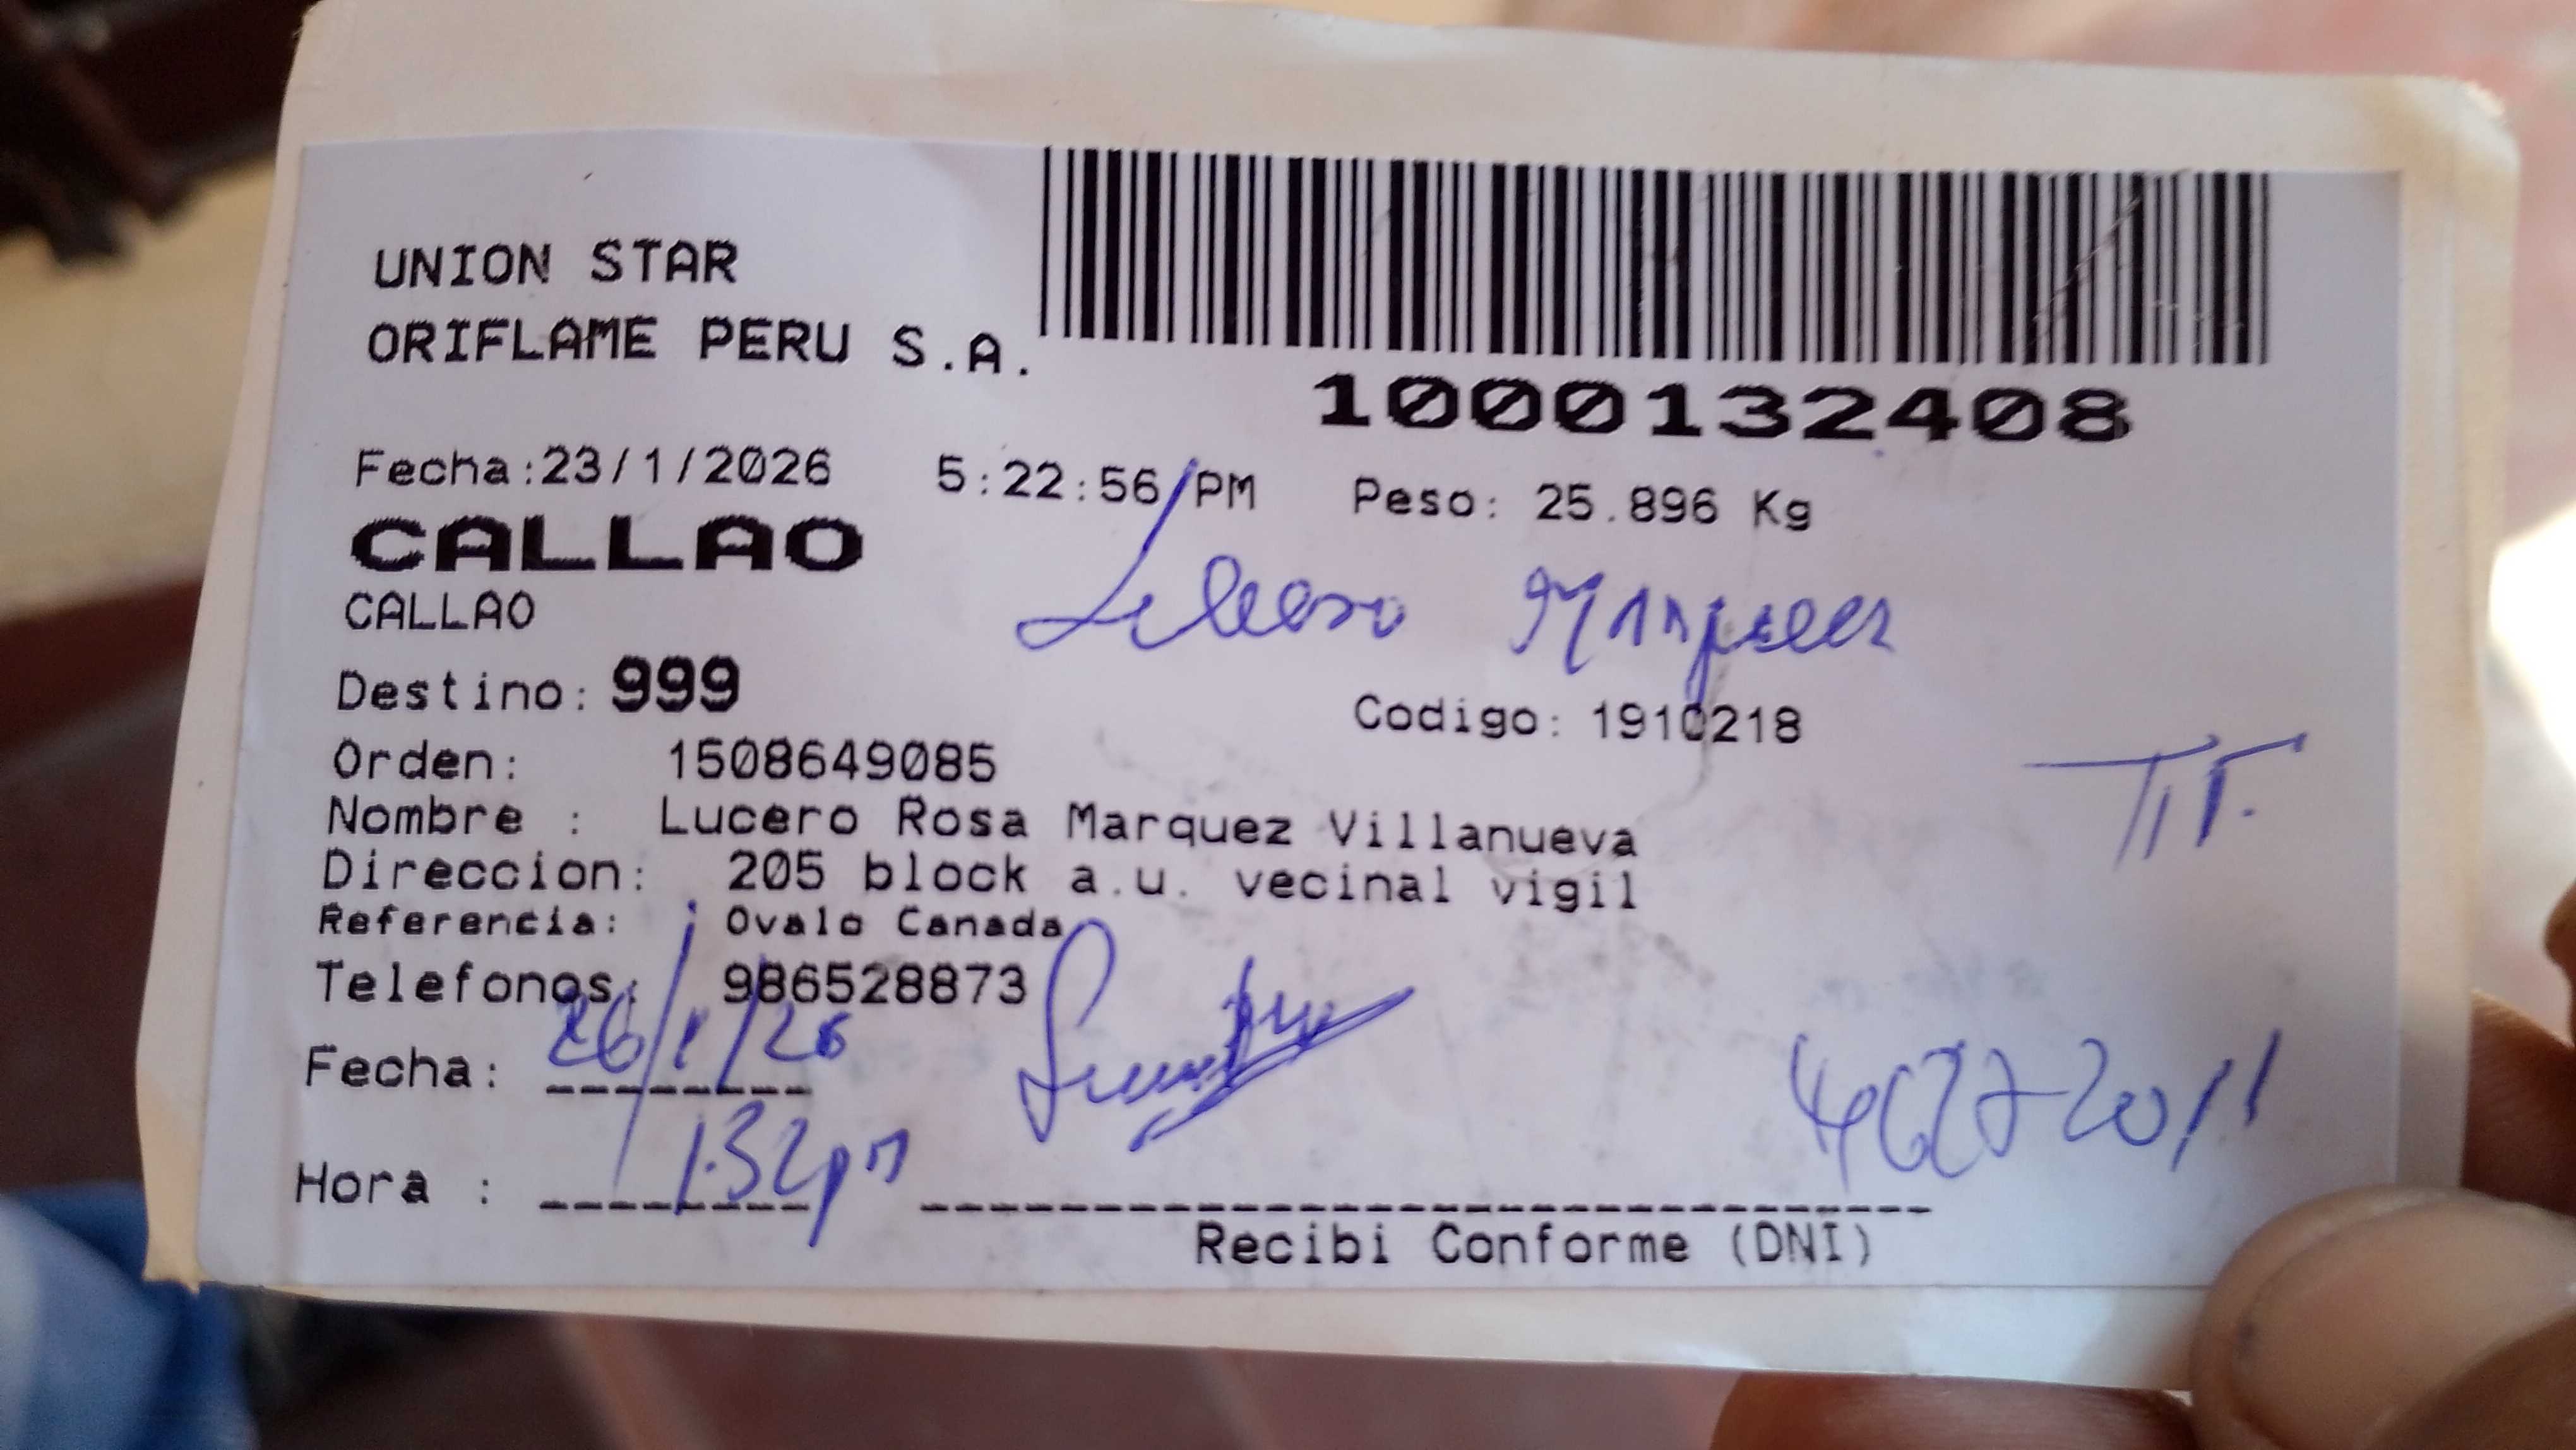 UNION STAR
ORIFLAME PERU S.A.
1000132408
Fecha:23/1/2026 5:22:56 PM Peso: 25.896 Kg
CALLAO
CALLAO
Lucero Marquez
Destino: 999
Codigo: 1910218
Orden: 1508649085
Nombre : Lucero Rosa Marquez Villanueva
Direccion: 205 block a.u. vecinal vigil
Referencia: Ovalo Canada
Telefonos: 986528873
Fecha: 26/1/26
Hora : 1:32pm
Recibi Conforme (DNI)